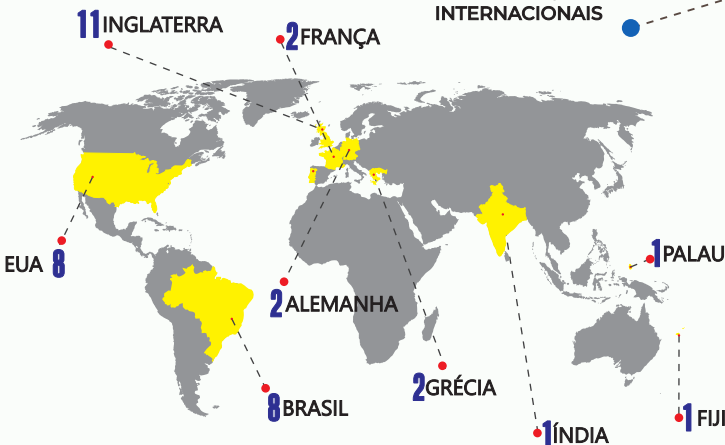 INTERNACIONAIS
11 INGLATERRA
2 FRANÇA
EUA 8
1 PALAU
2 ALEMANHA
2 GRÉCIA
8 BRASIL
1 ÍNDIA
1 FIJI